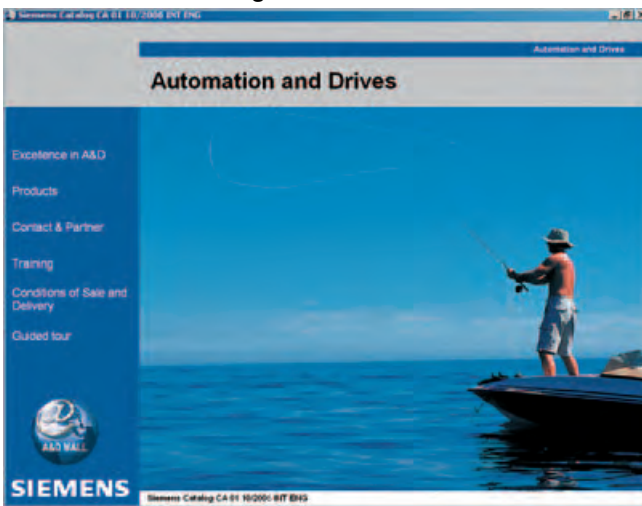 Siemens Catalog CA 01 10/2006 INT ENG
Automation and Drives
Automation and Drives
Excellence in A&D
Products
Contact & Partner
Training
Conditions of Sale and
Delivery
Guided tour
A&D MALL
SIEMENS
Siemens Catalog CA 01 10/2006 INT ENG